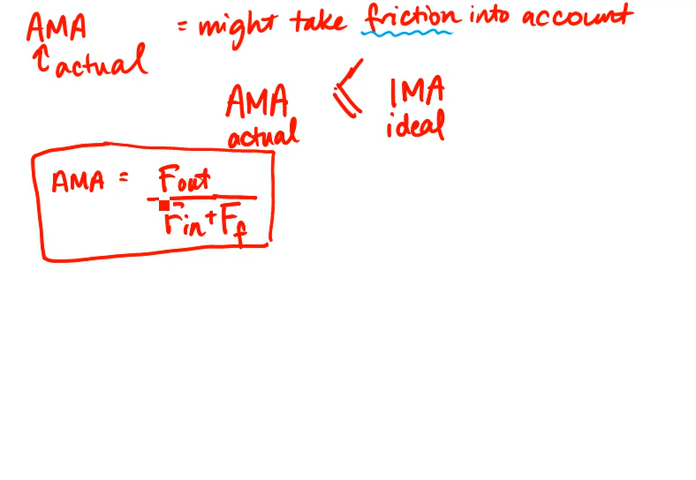 AMA = might take friction into account
↑ actual
AMA ≤ IMA
actual ideal
AMA = Fout
Fin + Ff